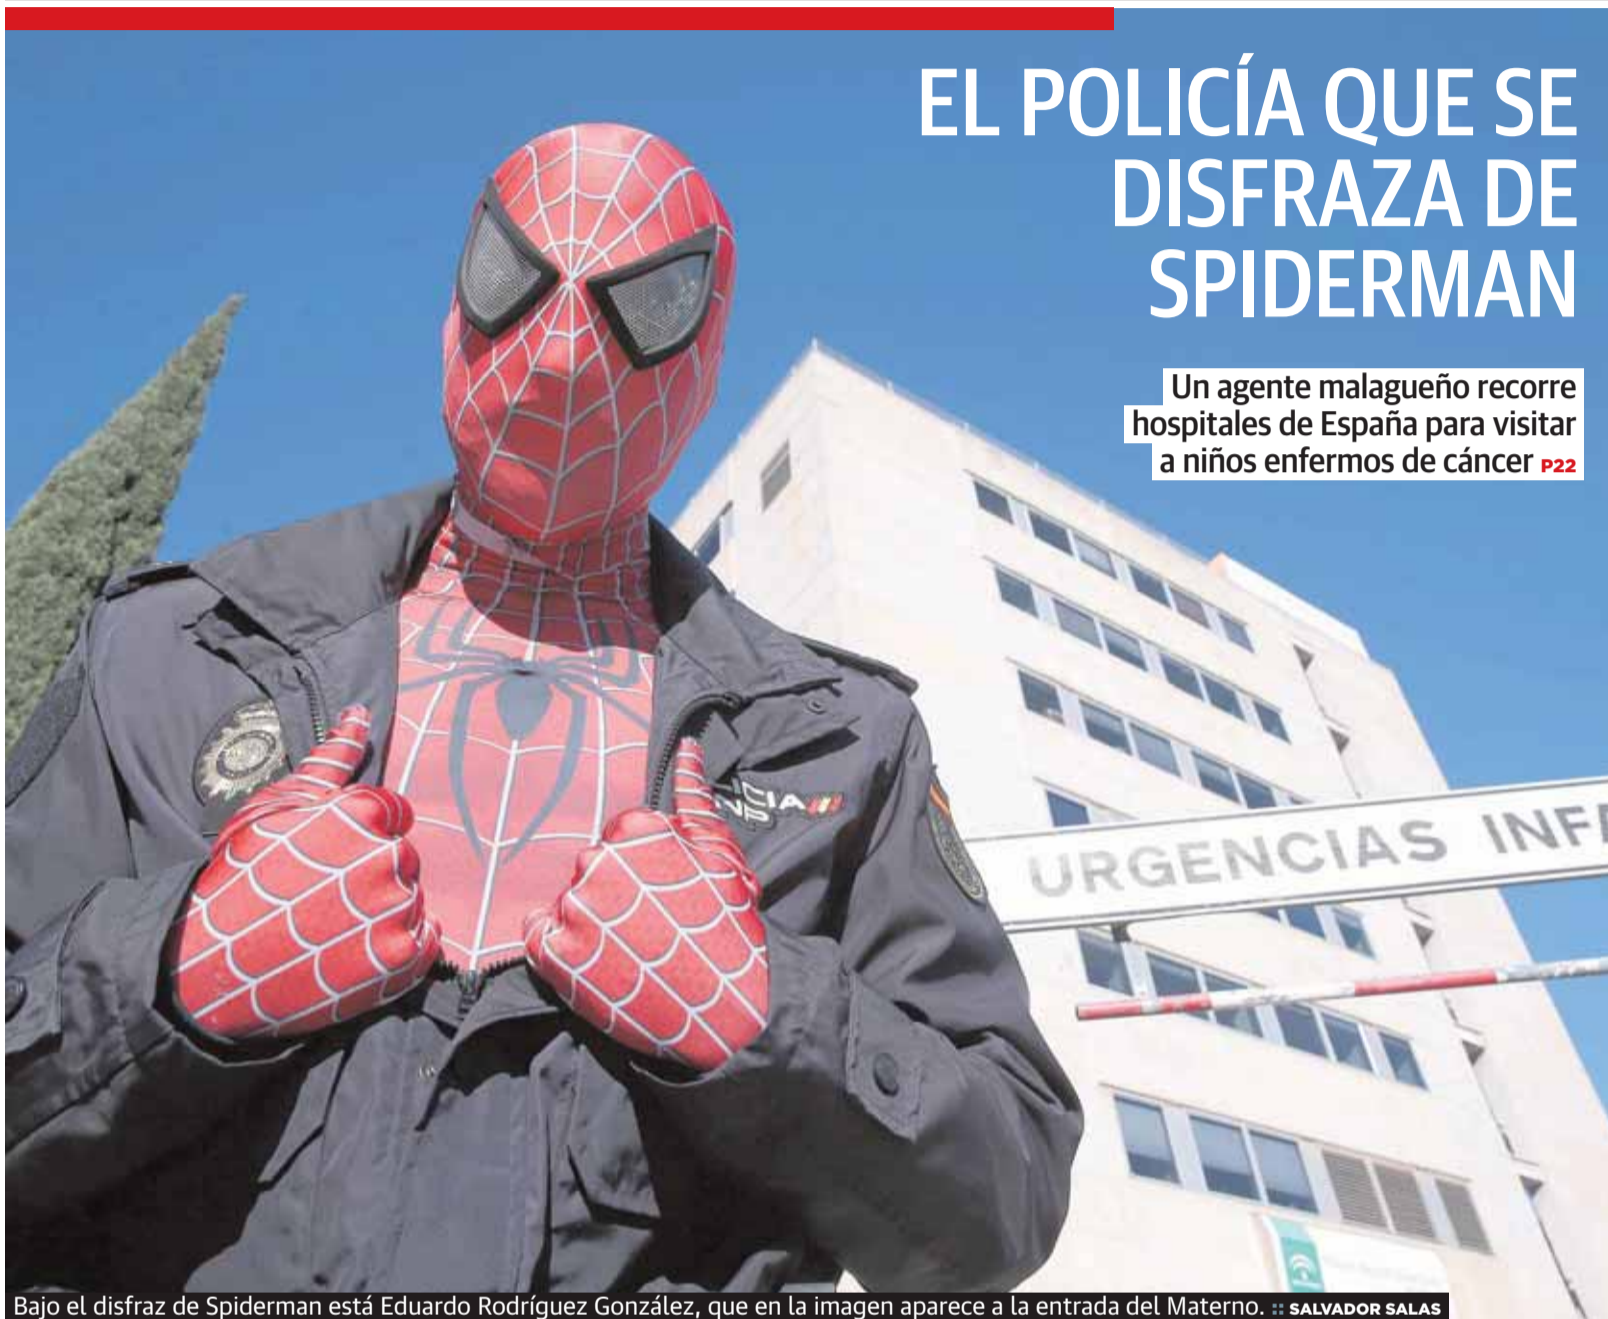 EL POLICÍA QUE SE
DISFRAZA DE
SPIDERMAN
Un agente malagueño recorre
hospitales de España para visitar
a niños enfermos de cáncer P22
URGENCIAS INFA
Bajo el disfraz de Spiderman está Eduardo Rodríguez González, que en la imagen aparece a la entrada del Materno. :: SALVADOR SALAS